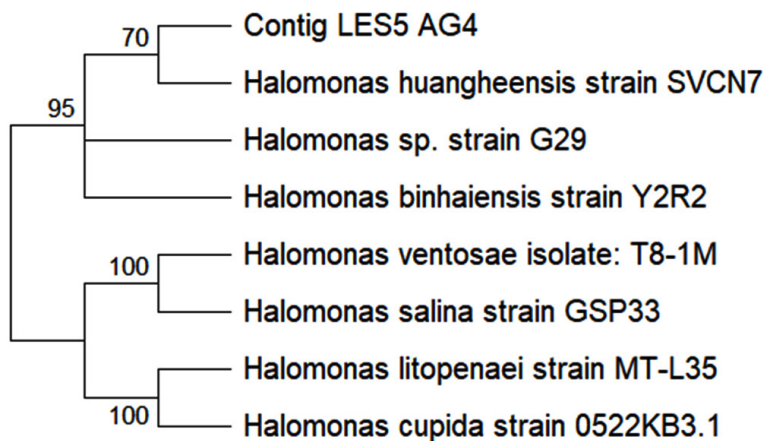 Contig LES5 AG4
70
Halomonas huangheensis strain SVCN7
95
Halomonas sp. strain G29
Halomonas binhaiensis strain Y2R2
Halomonas ventosae isolate: T8-1M
100
Halomonas salina strain GSP33
Halomonas litopenaei strain MT-L35
100
Halomonas cupida strain 0522KB3.1